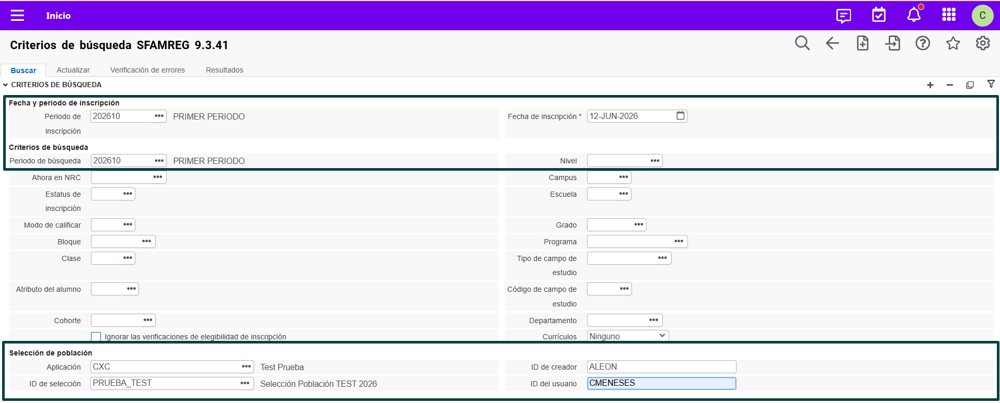 Inicio
C
Criterios de búsqueda SFAMREG 9.3.41
Buscar Actualizar Verificación de errores Resultados
CRITERIOS DE BÚSQUEDA
Fecha y periodo de inscripción
Periodo de inscripción 202610 ••• PRIMER PERIODO Fecha de inscripción * 12-JUN-2026
Criterios de búsqueda
Periodo de búsqueda 202610 ••• PRIMER PERIODO Nivel •••
Ahora en NRC ••• Campus •••
Estatus de inscripción ••• Escuela •••
Modo de calificar ••• Grado •••
Bloque ••• Programa •••
Clase ••• Tipo de campo de estudio •••
Atributo del alumno ••• Código de campo de estudio •••
Cohorte ••• Departamento •••
Ignorar las verificaciones de elegibilidad de inscripción Currículos Ninguno
Selección de población
Aplicación CXC ••• Test Prueba ID de creador ALEON
ID de selección PRUEBA_TEST ••• Selección Población TEST 2026 ID del usuario CMENESES